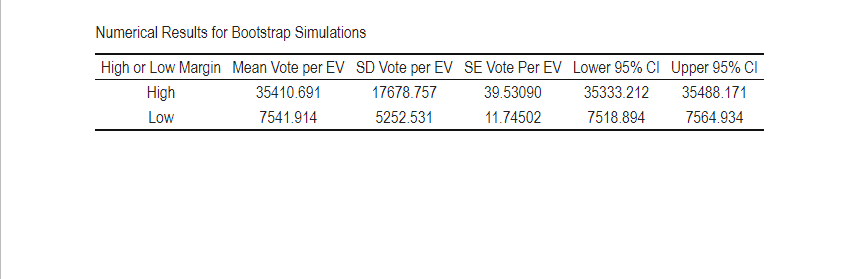 Numerical Results for Bootstrap Simulations
High or Low Margin Mean Vote per EV SD Vote per EV SE Vote Per EV Lower 95% CI Upper 95% CI
High 35410.691 17678.757 39.53090 35333.212 35488.171
Low 7541.914 5252.531 11.74502 7518.894 7564.934